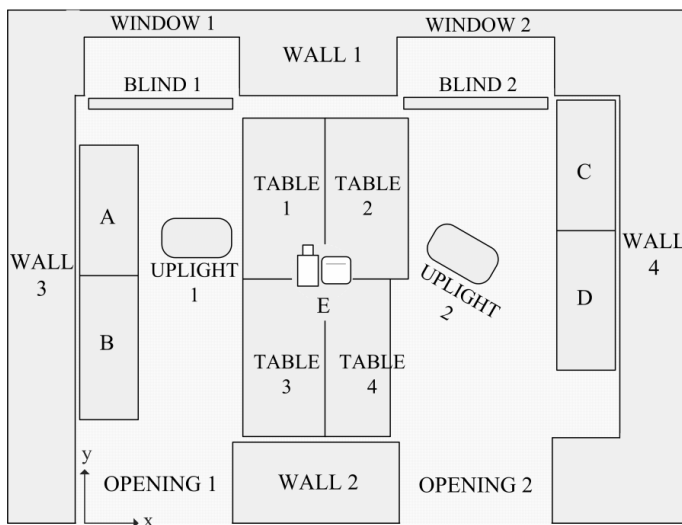 WINDOW 1
WINDOW 2
WALL 1
BLIND 1
BLIND 2
TABLE
1
TABLE
2
C
A
WALL
3
UPLIGHT
1
UPLIGHT
2
WALL
4
E
D
B
TABLE
3
TABLE
4
y
x
OPENING 1
WALL 2
OPENING 2